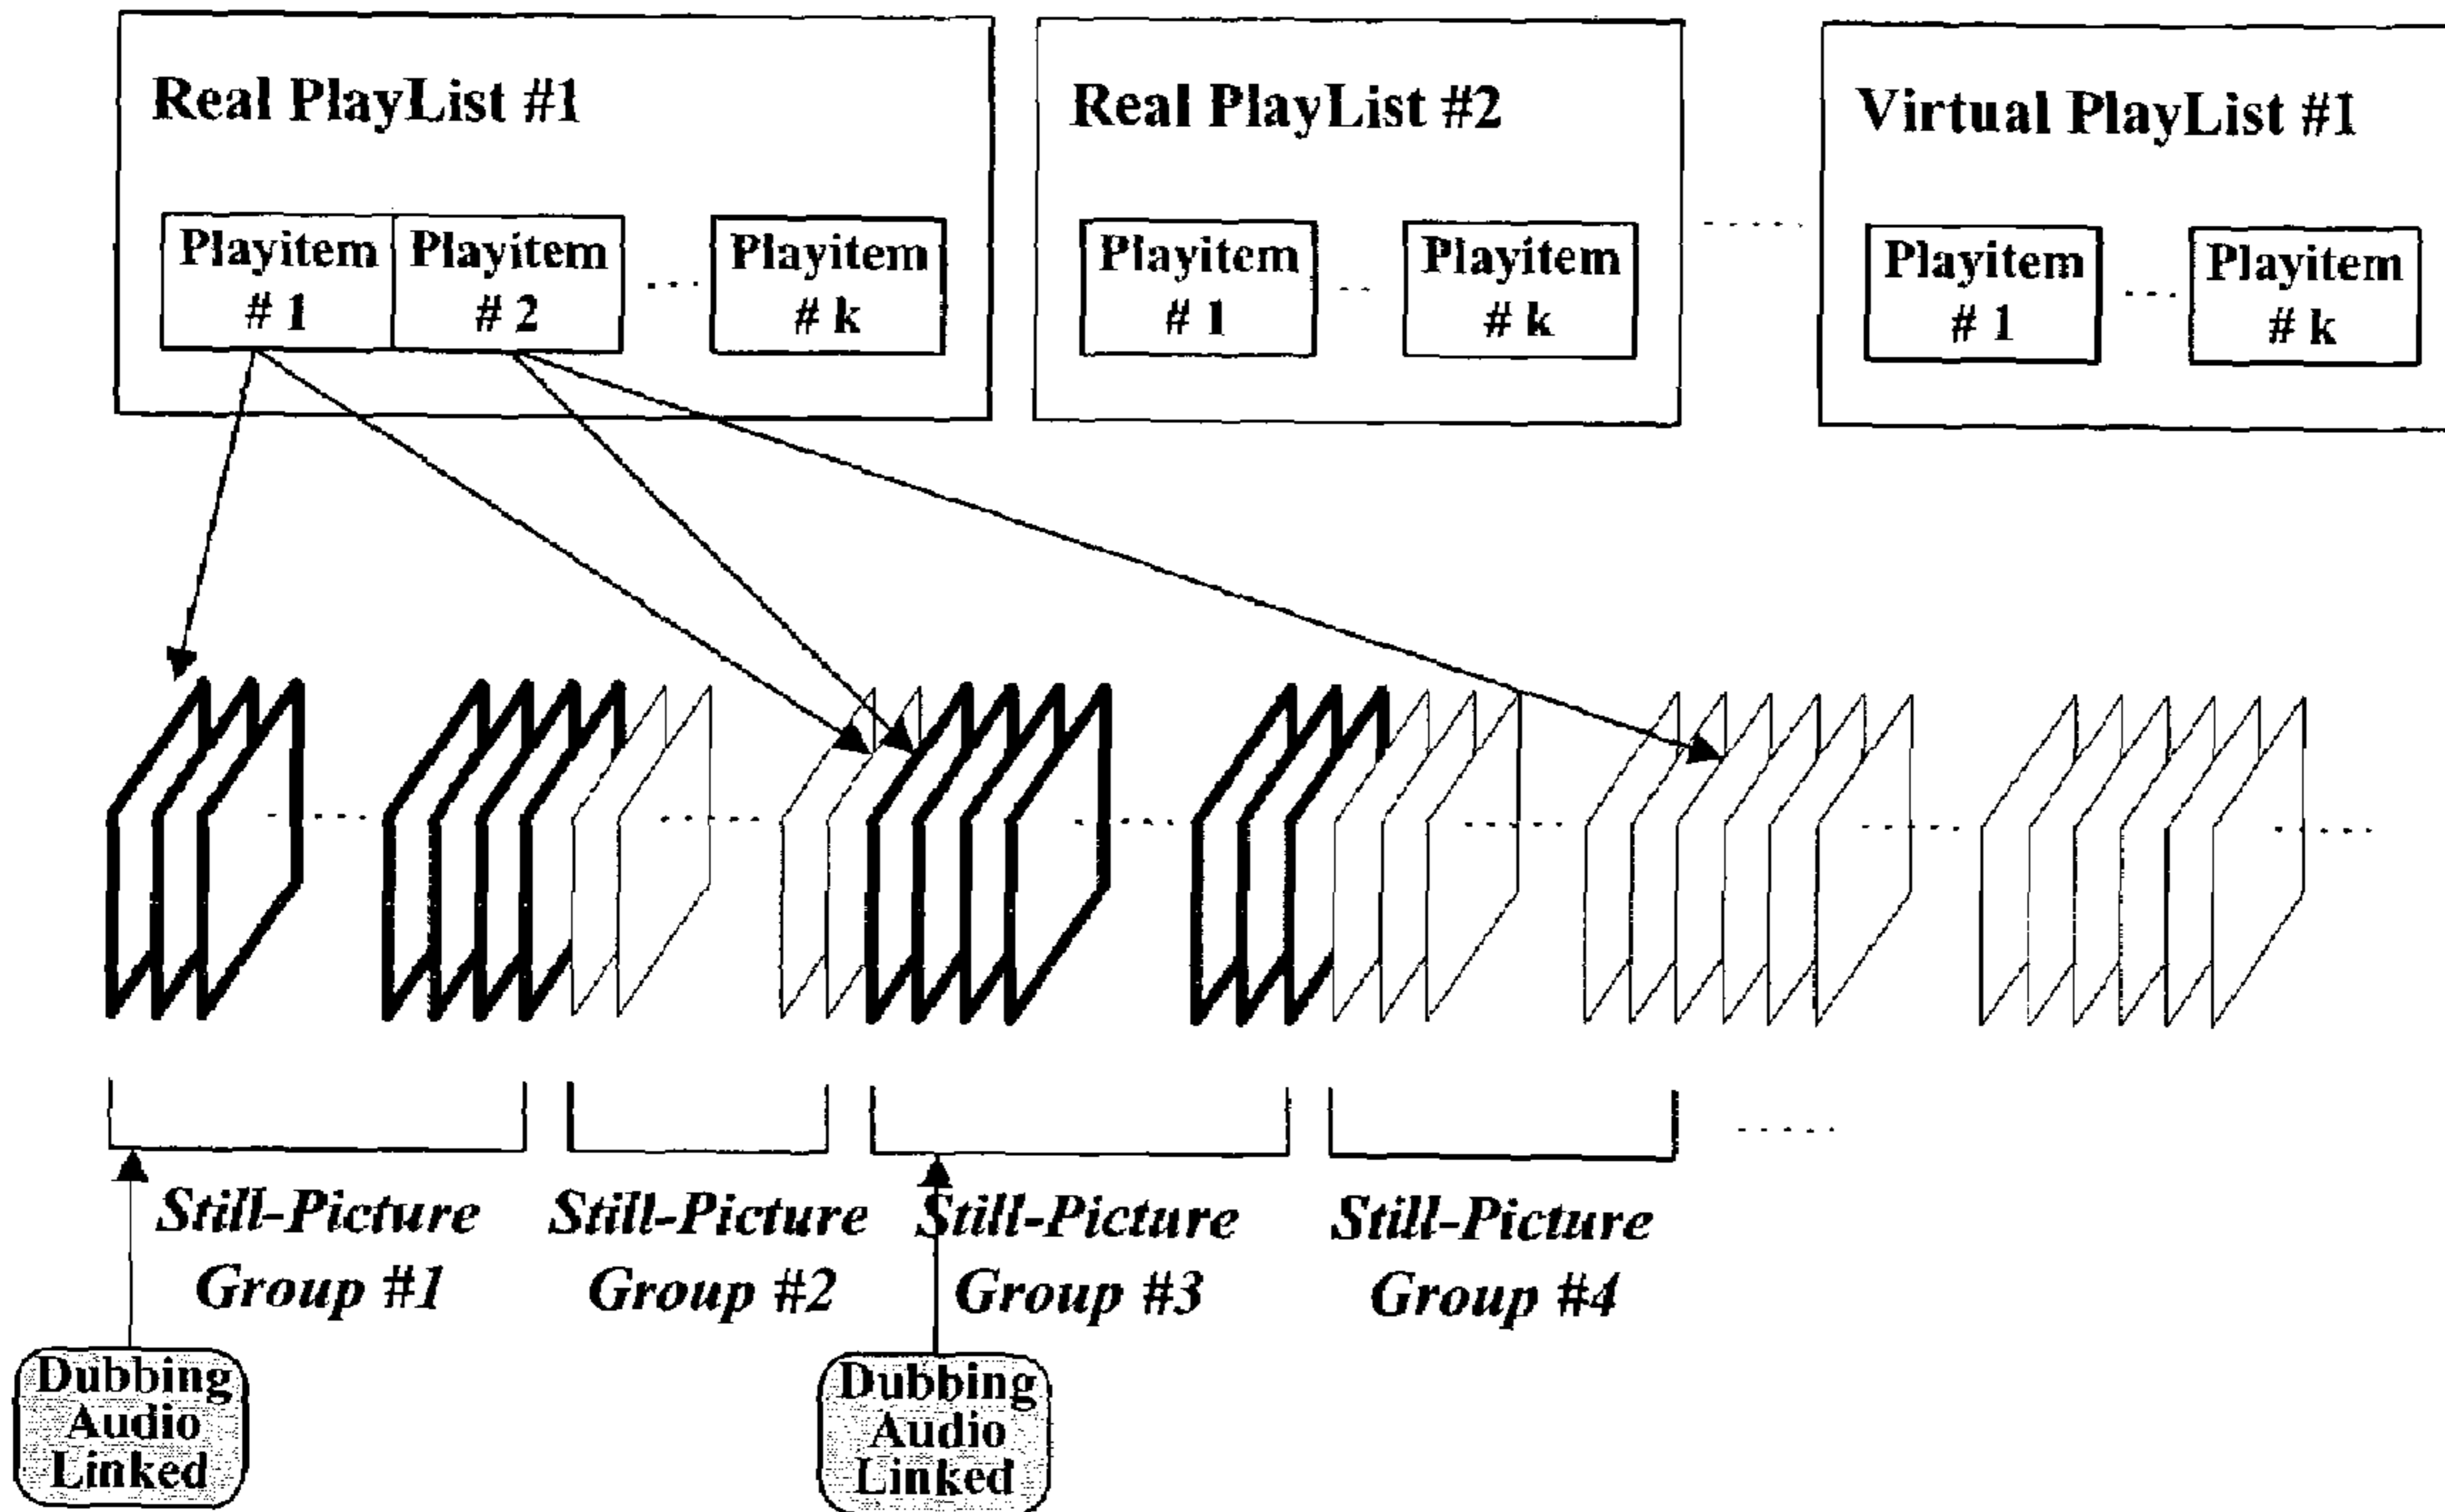 Real PlayList #1
Playitem
# 1
Playitem
# 2
Playitem
# k
Real PlayList #2
Playitem
# 1
Playitem
# k
Virtual PlayList #1
Playitem
# 1
Playitem
# k
Still-Picture
Group #1
Still-Picture
Group #2
Still-Picture
Group #3
Still-Picture
Group #4
Dubbing
Audio
Linked
Dubbing
Audio
Linked